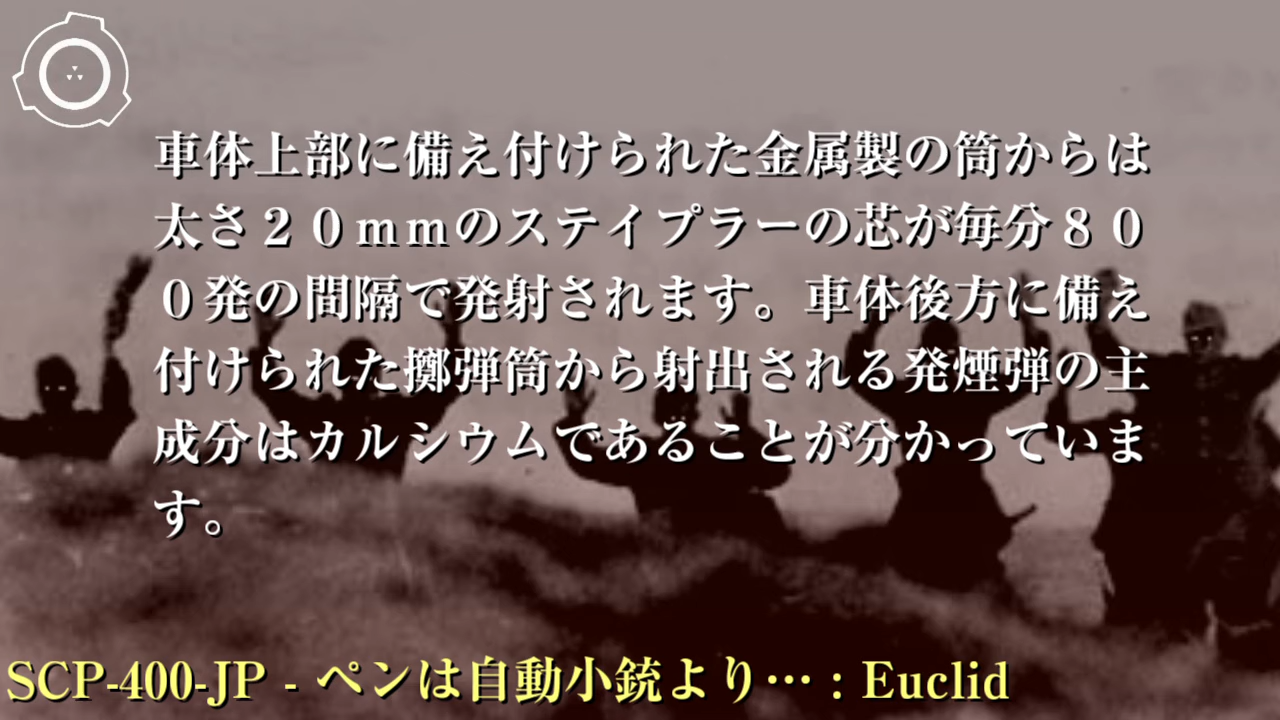 車体上部に備え付けられた金属製の筒からは
太さ２０ｍｍのステイプラーの芯が毎分８０
０発の間隔で発射されます。車体後方に備え
付けられた擲弾筒から射出される発煙弾の主
成分はカルシウムであることが分かっていま
す。
SCP-400-JP - ペンは自動小銃より… : Euclid